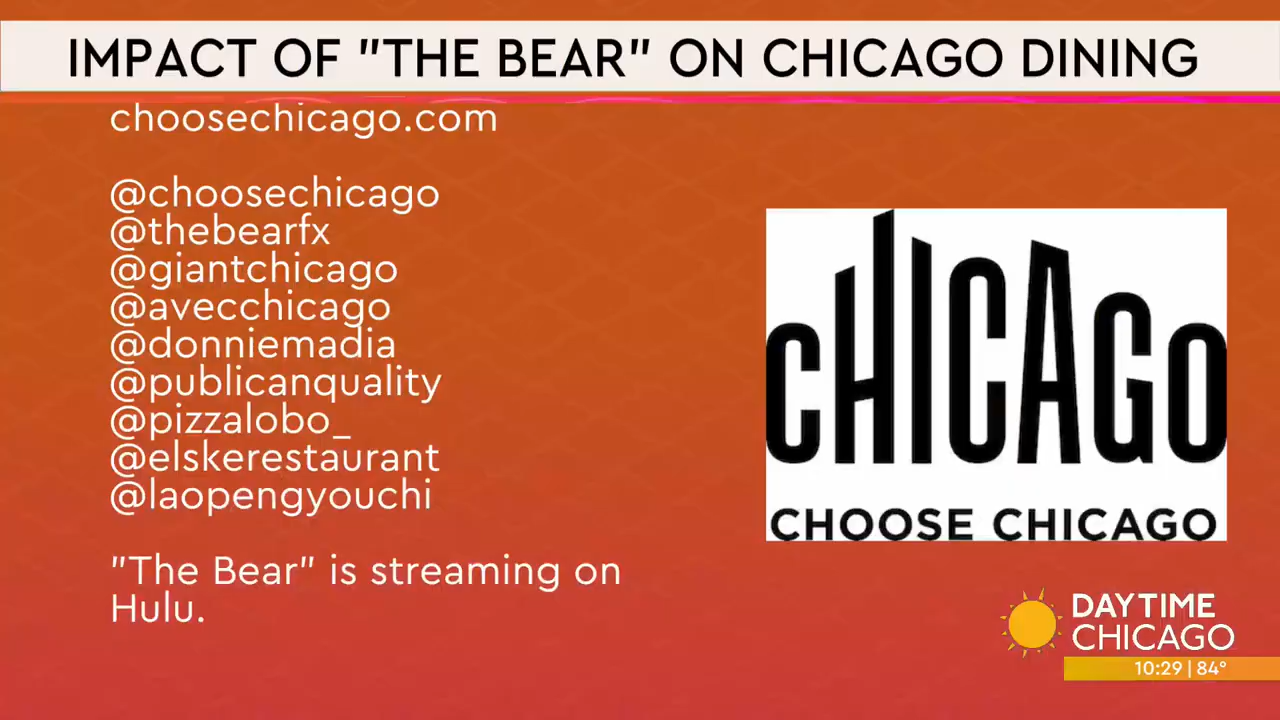 IMPACT OF "THE BEAR" ON CHICAGO DINING
choosechicago.com
@choosechicago
@thebearfx
@giantchicago
@avecchicago
@donniemadia
@publicanquality
@pizzalobo_
@elskerestaurant
@laopengyouchi
"The Bear" is streaming on
Hulu.
CHICAGO
CHOOSE CHICAGO
DAYTIME
CHICAGO
10:29 | 84°